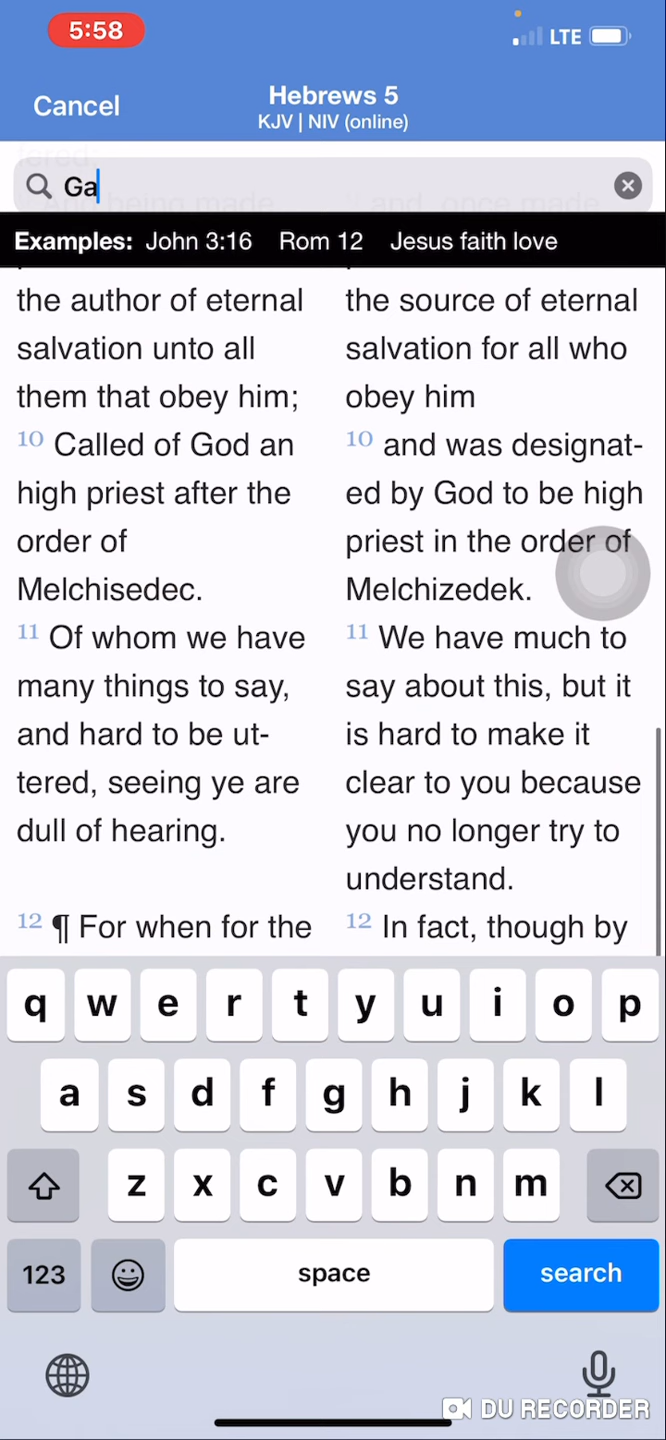 5:58
LTE
Cancel
Hebrews 5
KJV | NIV (online)
Ga
Examples: John 3:16 Rom 12 Jesus faith love
the author of eternal
salvation unto all
them that obey him;
10 Called of God an
high priest after the
order of
Melchisedec.
11 Of whom we have
many things to say,
and hard to be ut-
tered, seeing ye are
dull of hearing.
12 ¶ For when for the
the source of eternal
salvation for all who
obey him
10 and was designat-
ed by God to be high
priest in the order of
Melchizedek.
11 We have much to
say about this, but it
is hard to make it
clear to you because
you no longer try to
understand.
12 In fact, though by
q w e r t y u i o p
a s d f g h j k l
z x c v b n m
123 space search
DU RECORDER